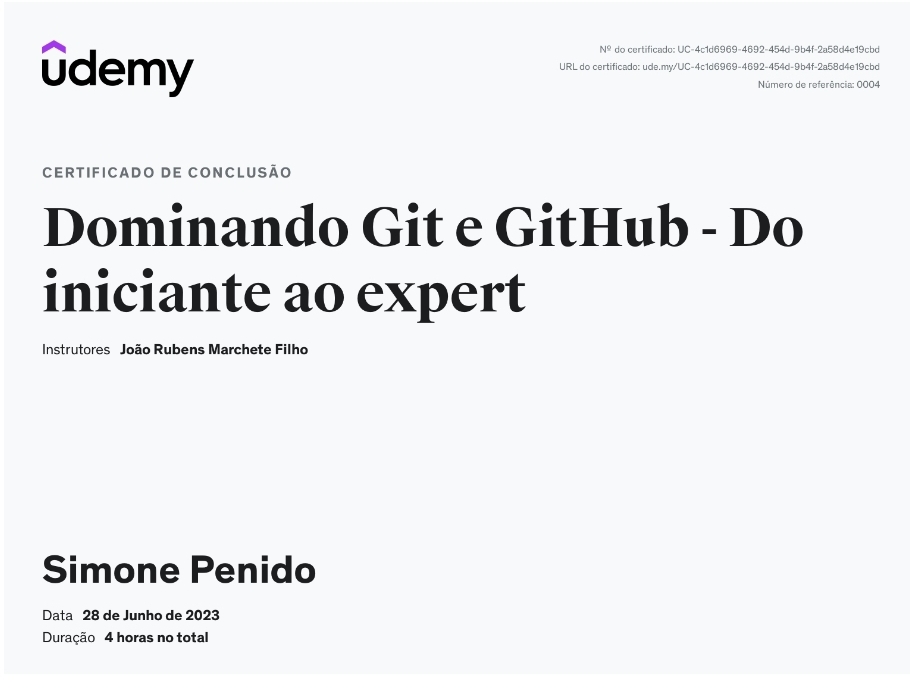 udemy
Nº do certificado: UC-4c1d6969-4692-454d-9b4f-2a58d4e19cbd
URL do certificado: ude.my/UC-4c1d6969-4692-454d-9b4f-2a58d4e19cbd
Número de referência: 0004
CERTIFICADO DE CONCLUSÃO
Dominando Git e GitHub - Do
iniciante ao expert
Instrutores João Rubens Marchete Filho
Simone Penido
Data 28 de Junho de 2023
Duração 4 horas no total